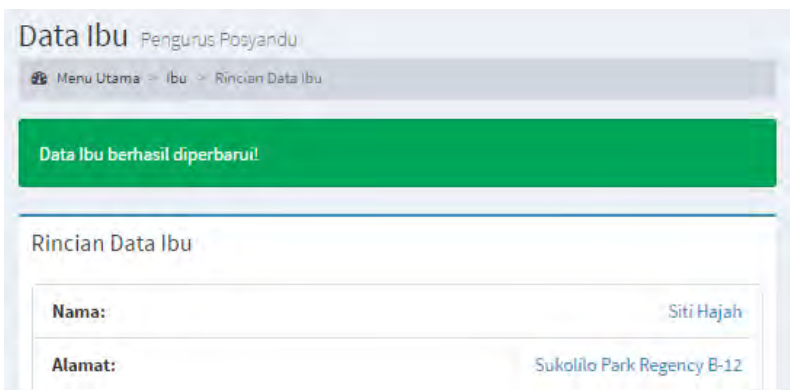 Data Ibu Pengurus Posyandu
Menu Utama > Ibu > Rincian Data Ibu
Data Ibu berhasil diperbarui!
Rincian Data Ibu
Nama: Siti Hajah
Alamat: Sukolilo Park Regency B-12